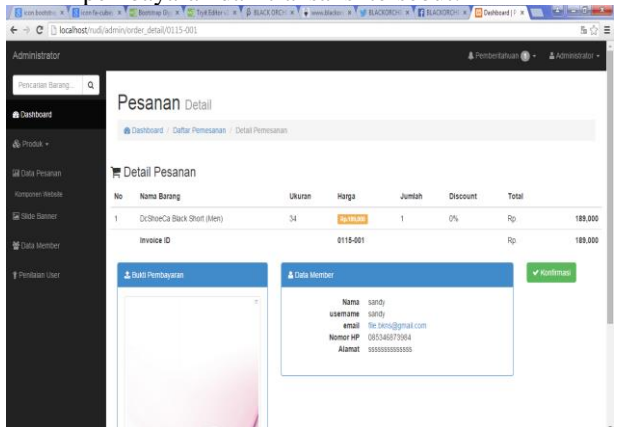 Dashboard | P
localhost/rudi/admin/order_detail/0115-001
Administrator
Pemberitahuan 1
Administrator
Pencarian Barang...
Dashboard
Produk
Data Pesanan
Komponen Website
Slide Banner
Data Member
Penilaian User
Pesanan Detail
Dashboard / Daftar Pemesanan / Detail Pemesanan
Detail Pesanan
No Nama Barang Ukuran Harga Jumlah Discount Total
1 DcShoeCa Black Short (Men) 34 1 0% Rp. 189,000
Invoice ID 0115-001 Rp. 189,000
Bukti Pembayaran
Data Member
Konfirmasi
Nama sandy
username sandy
email file.bkns@gmail.com
Nomor HP 085346873984
Alamat ssssssssssssss